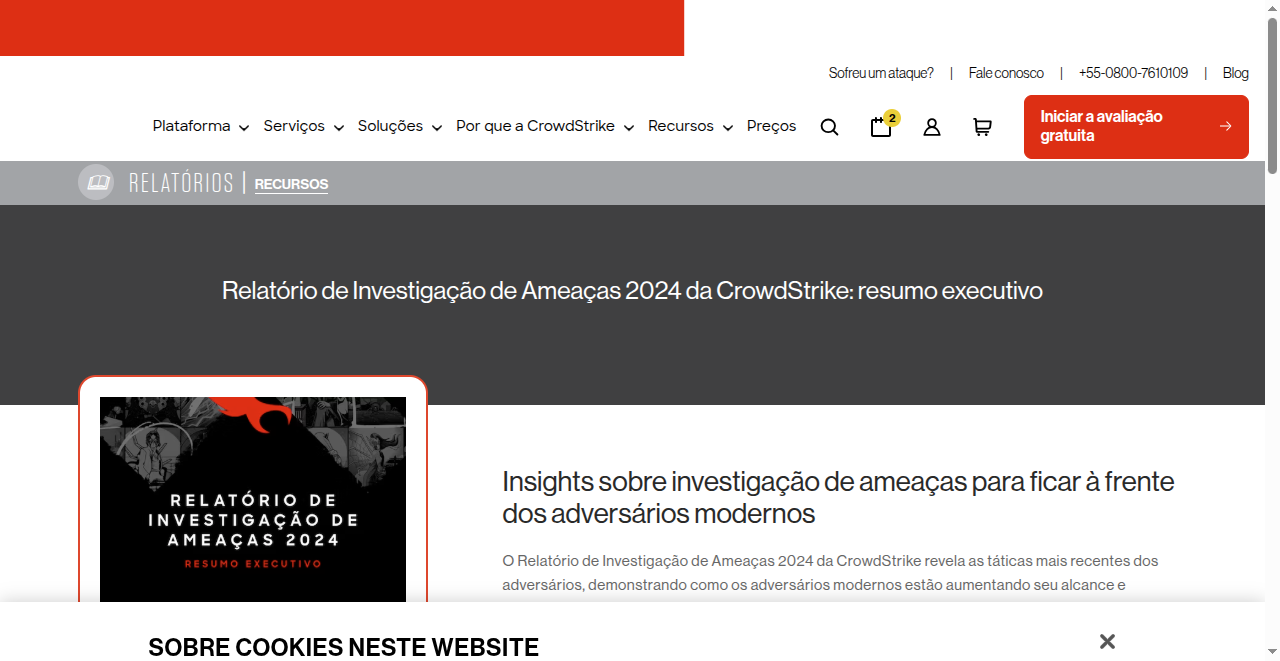 Sofreu um ataque? | Fale conosco | +55-0800-7610109 | Blog
Plataforma Serviços Soluções Por que a CrowdStrike Recursos Preços 2
Iniciar a avaliação
gratuita
RELATÓRIOS | RECURSOS
Relatório de Investigação de Ameaças 2024 da CrowdStrike: resumo executivo
RELATÓRIO DE
INVESTIGAÇÃO DE
AMEAÇAS 2024
RESUMO EXECUTIVO
Insights sobre investigação de ameaças para ficar à frente
dos adversários modernos
O Relatório de Investigação de Ameaças 2024 da CrowdStrike revela as táticas mais recentes dos
adversários, demonstrando como os adversários modernos estão aumentando seu alcance e
SOBRE COOKIES NESTE WEBSITE